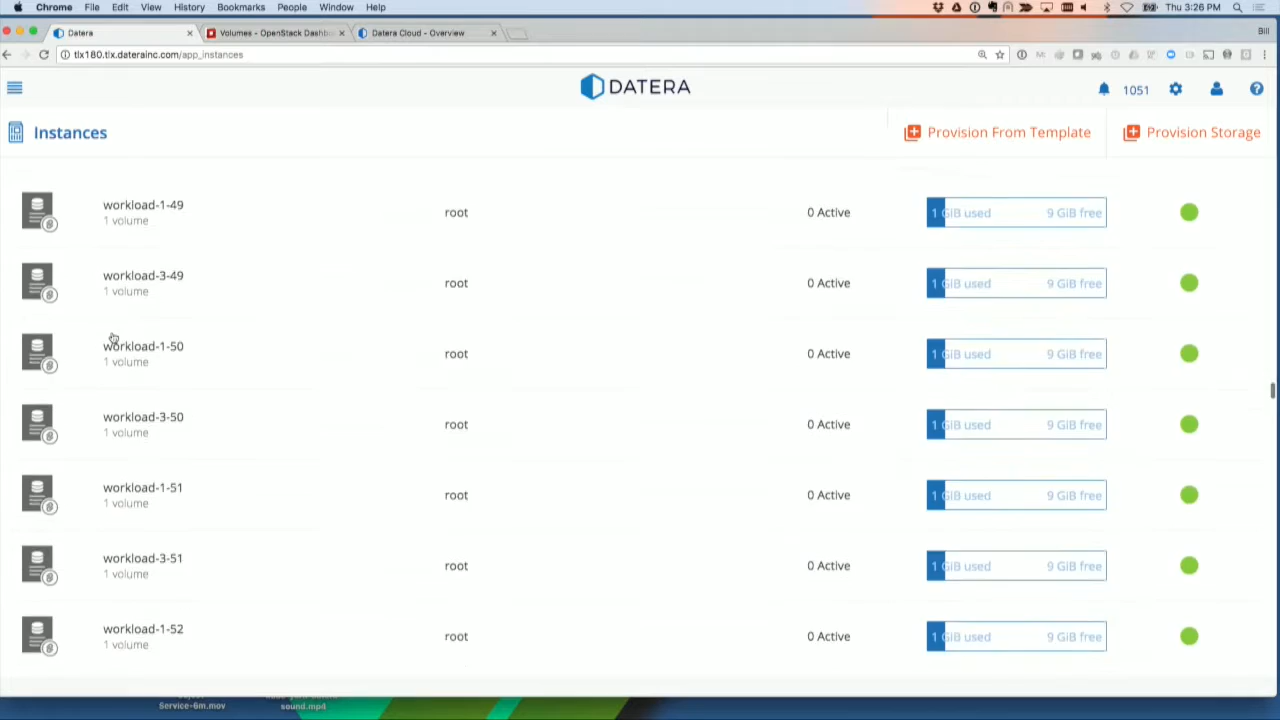 Chrome File Edit View History Bookmarks People Window Help
Thu 3:26 PM
Datera
Volumes - OpenStack Dashb
Datera Cloud - Overview
Bill
tlx180.tlx.daterainc.com/app_instances
DATERA
1051
Instances
Provision From Template
Provision Storage
workload-1-49
1 volume
root
0 Active
1 GiB used
9 GiB free
workload-3-49
1 volume
root
0 Active
1 GiB used
9 GiB free
workload-1-50
1 volume
root
0 Active
1 GiB used
9 GiB free
workload-3-50
1 volume
root
0 Active
1 GiB used
9 GiB free
workload-1-51
1 volume
root
0 Active
1 GiB used
9 GiB free
workload-3-51
1 volume
root
0 Active
1 GiB used
9 GiB free
workload-1-52
1 volume
root
0 Active
1 GiB used
9 GiB free
Service-6m.mov
sound.mp4